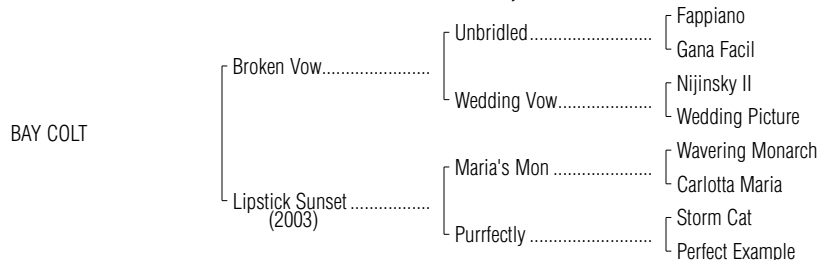 Fappiano
Unbridled..............................
Gana Facil
Broken Vow.......................
Nijinsky II
Wedding Vow.......................
Wedding Picture
BAY COLT
Wavering Monarch
Maria's Mon ........................
Carlotta Maria
Lipstick Sunset .................
(2003)
Storm Cat
Purrfectly ..............................
Perfect Example